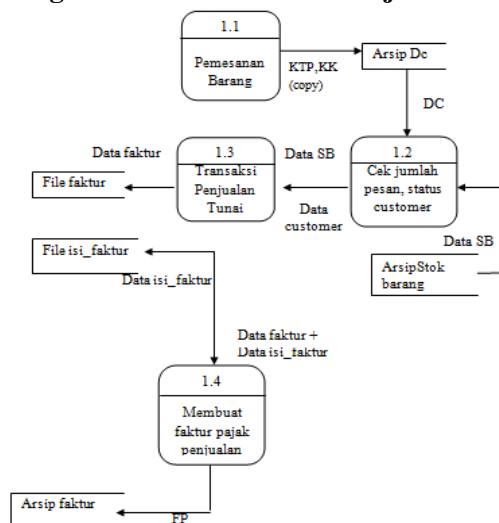 1.1
Pemesanan
Barang
KTP,KK
(copy)
Arsip Dc
DC
1.2
Cek jumlah
pesan, status
customer
Data SB
Data
customer
1.3
Transaksi
Penjualan
Tunai
Data faktur
File faktur
File isi_faktur
Data isi_faktur
Data SB
ArsipStok
barang
Data faktur +
Data isi_faktur
1.4
Membuat
faktur pajak
penjualan
Arsip faktur
FP